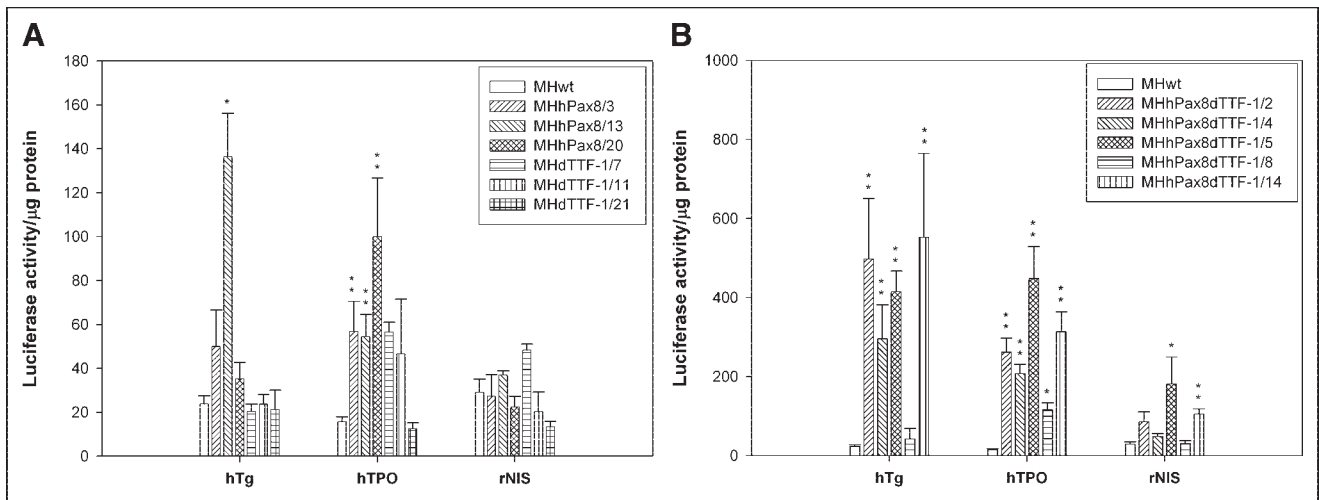 A
Luciferase activity/µg protein
180
160
140
120
100
80
60
40
20
0
MHwt
MHhPax8/3
MHhPax8/13
MHhPax8/20
MHdTTF-1/7
MHdTTF-1/11
MHdTTF-1/21
*
* *
* *
* *
hTg
hTPO
rNIS
B
Luciferase activity/µg protein
1000
800
600
400
200
0
MHwt
MHhPax8dTTF-1/2
MHhPax8dTTF-1/4
MHhPax8dTTF-1/5
MHhPax8dTTF-1/8
MHhPax8dTTF-1/14
* *
* *
* *
* *
* *
* *
* *
*
* *
*
* *
hTg
hTPO
rNIS